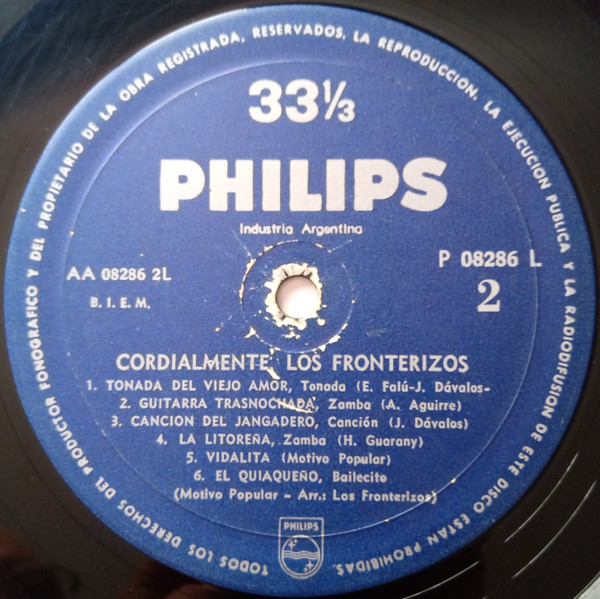 TODOS LOS DERECHOS DEL PRODUCTOR FONOGRAFICO Y DEL PROPIETARIO DE LA OBRA REGISTRADA, RESERVADOS. LA REPRODUCCION, LA EJECUCION PUBLICA Y LA RADIODIFUSION DE ESTE DISCO ESTAN PROHIBIDAS.
33⅓
PHILIPS
Industria Argentina
AA 08286 2L
P 08286 L
B. I. E. M.
2
CORDIALMENTE, LOS FRONTERIZOS
1. TONADA DEL VIEJO AMOR, Tonada (E. Falú-J. Dávalos-
2. GUITARRA TRASNOCHADA, Zamba (A. Aguirre)
3. CANCION DEL JANGADERO, Canción (J. Dávalos)
4. LA LITOREÑA, Zamba (H. Guarany)
5. VIDALITA (Motivo Popular)
6. EL QUIAQUEÑO, Bailecito
(Motivo Popular - Arr.: Los Fronterizos)
PHILIPS